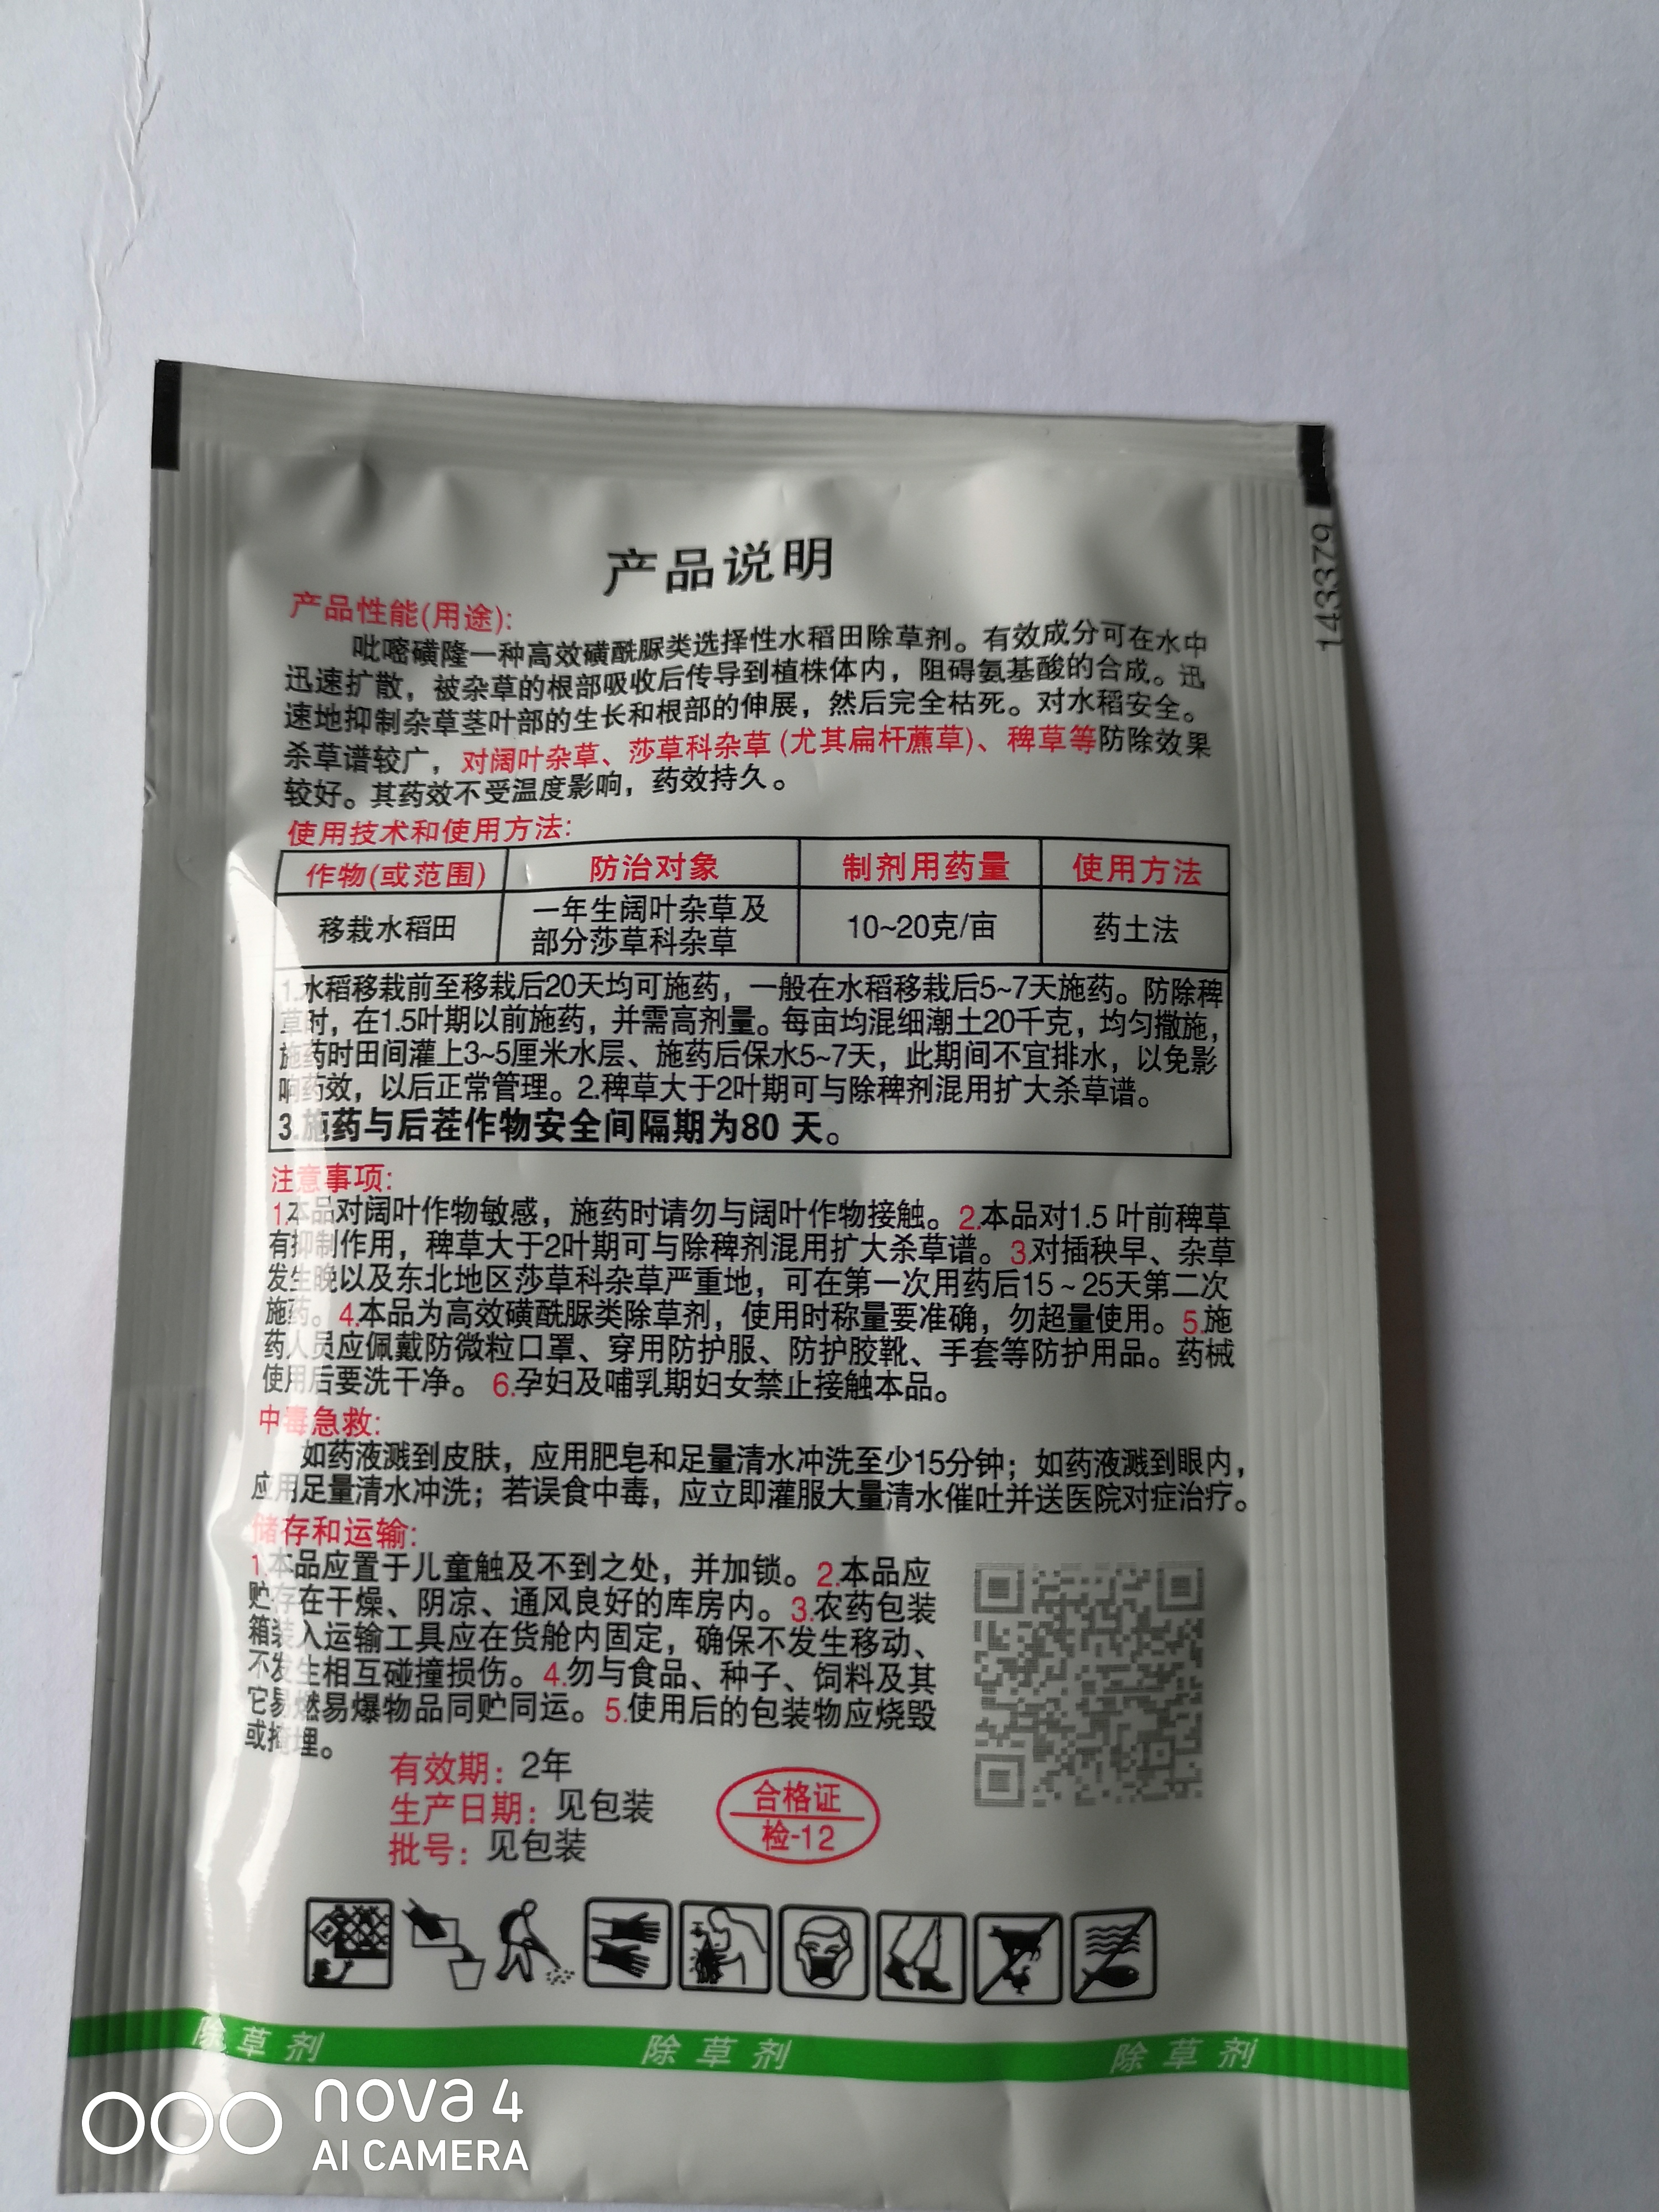 143379
产品说明
产品性能(用途):
吡嘧磺隆一种高效磺酰脲类选择性水稻田除草剂。有效成分可在水中
迅速扩散，被杂草的根部吸收后传导到植株体内，阻碍氨基酸的合成。迅
速地抑制杂草茎叶部的生长和根部的伸展，然后完全枯死。对水稻安全。
杀草谱较广，对阔叶杂草、莎草科杂草(尤其扁杆藨草)、稗草等防除效果
较好。其药效不受温度影响，药效持久。
使用技术和使用方法:
作物(或范围) 防治对象 制剂用药量 使用方法
移栽水稻田 一年生阔叶杂草及 10~20克/亩 药土法
部分莎草科杂草
1.水稻移栽前至移栽后20天均可施药，一般在水稻移栽后5~7天施药。防除稗
草时，在1.5叶期以前施药，并需高剂量。每亩均混细潮土20千克，均匀撒施，
施药时田间灌上3~5厘米水层、施药后保水5~7天，此期间不宜排水，以免影
响药效，以后正常管理。2.稗草大于2叶期可与除稗剂混用扩大杀草谱。
3.施药与后茬作物安全间隔期为80 天。
注意事项:
1.本品对阔叶作物敏感，施药时请勿与阔叶作物接触。2.本品对1.5 叶前稗草
有抑制作用，稗草大于2叶期可与除稗剂混用扩大杀草谱。3.对插秧早、杂草
发生晚以及东北地区莎草科杂草严重地，可在第一次用药后15~25天第二次
施药。4.本品为高效磺酰脲类除草剂，使用时称量要准确，勿超量使用。5.施
药人员应佩戴防微粒口罩、穿用防护服、防护胶靴、手套等防护用品。药械
使用后要洗干净。6.孕妇及哺乳期妇女禁止接触本品。
中毒急救:
如药液溅到皮肤，应用肥皂和足量清水冲洗至少15分钟；如药液溅到眼内，
应用足量清水冲洗；若误食中毒，应立即灌服大量清水催吐并送医院对症治疗。
储存和运输:
1.本品应置于儿童触及不到之处，并加锁。2.本品应
贮存在干燥、阴凉、通风良好的库房内。3.农药包装
箱装入运输工具应在货舱内固定，确保不发生移动、
不发生相互碰撞损伤。4.勿与食品、种子、饲料及其
它易燃易爆物品同贮同运。5.使用后的包装物应烧毁
或掩埋。
有效期：2年
生产日期：见包装
批号：见包装
合格证
检-12
除草剂 除草剂 除草剂
nova 4
AI CAMERA